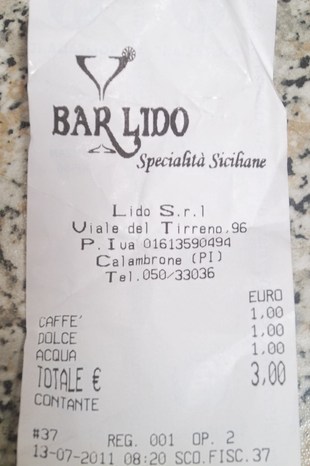 BAR LIDO
Specialità Siciliane
Lido S.r.l
Viale del Tirreno,96
P.Iva 01613590494
Calambrone (PI)
Tel.050/33036
EURO
CAFFE' 1.00
DOLCE 1.00
ACQUA 1.00
TOTALE € 3,00
CONTANTE
#37 REG. 001 OP. 2
13-07-2011 08:20 SCO.FISC.37